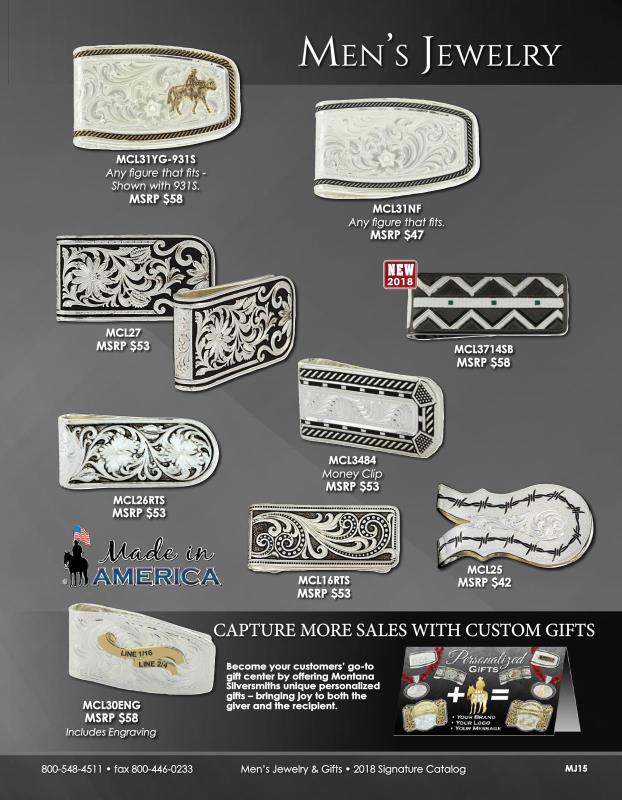 MEN'S JEWELRY
MCL31YG-931S
Any figure that fits -
Shown with 931S.
MSRP $58
MCL31NF
Any figure that fits.
MSRP $47
NEW
2018
MCL27
MSRP $53
MCL3714SB
MSRP $58
MCL3484
Money Clip
MSRP $53
MCL26RTS
MSRP $53
Made in
AMERICA
MCL16RTS
MSRP $53
MCL25
MSRP $42
LINE 1/16
LINE 2/4
MCL30ENG
MSRP $58
Includes Engraving
CAPTURE MORE SALES WITH CUSTOM GIFTS
Become your customers' go-to
gift center by offering Montana
Silversmiths unique personalized
gifts – bringing joy to both the
giver and the recipient.
Personalized
GIFTS
+ =
• YOUR BRAND
• YOUR LOGO
• YOUR MESSAGE
800-548-4511 • fax 800-446-0233
Men's Jewelry & Gifts • 2018 Signature Catalog
MJ15